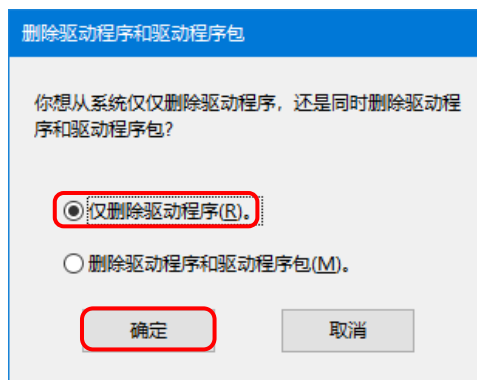 删除驱动程序和驱动程序包
你想从系统仅仅删除驱动程序，还是同时删除驱动程
序和驱动程序包?
仅删除驱动程序(R)。
删除驱动程序和驱动程序包(M)。
确定
取消